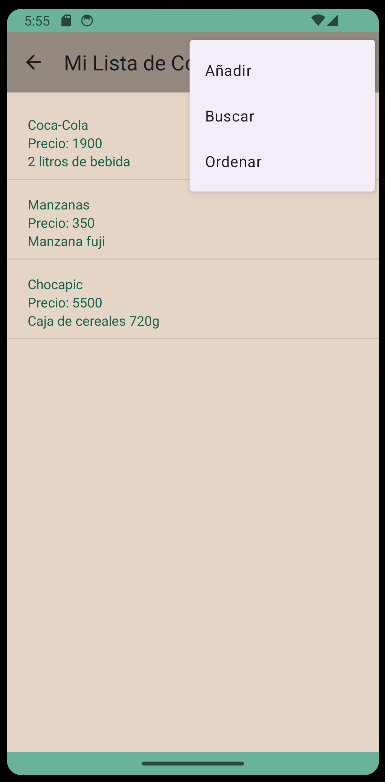 5:55
Mi Lista de Co
Añadir
Buscar
Ordenar
Coca-Cola
Precio: 1900
2 litros de bebida
Manzanas
Precio: 350
Manzana fuji
Chocapic
Precio: 5500
Caja de cereales 720g